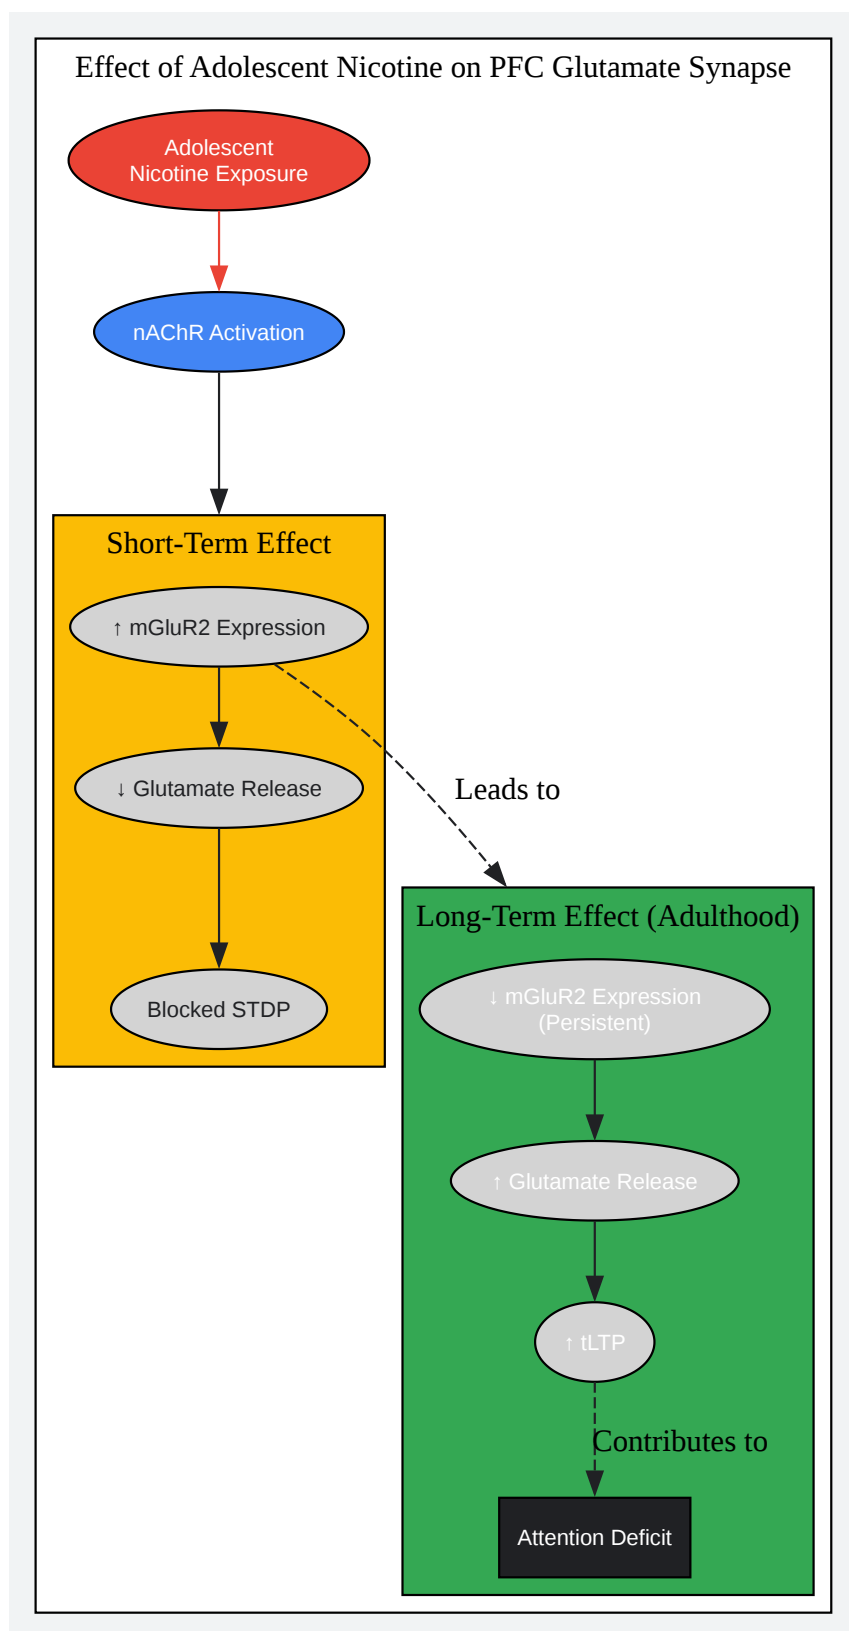 Effect of Adolescent Nicotine on PFC Glutamate Synapse
Adolescent
Nicotine Exposure
nAChR Activation
Short-Term Effect
↑ mGluR2 Expression
↓ Glutamate Release
Leads to
Blocked STDP
Long-Term Effect (Adulthood)
↓ mGluR2 Expression
(Persistent)
↑ Glutamate Release
↑ tLTP
Contributes to
Attention Deficit